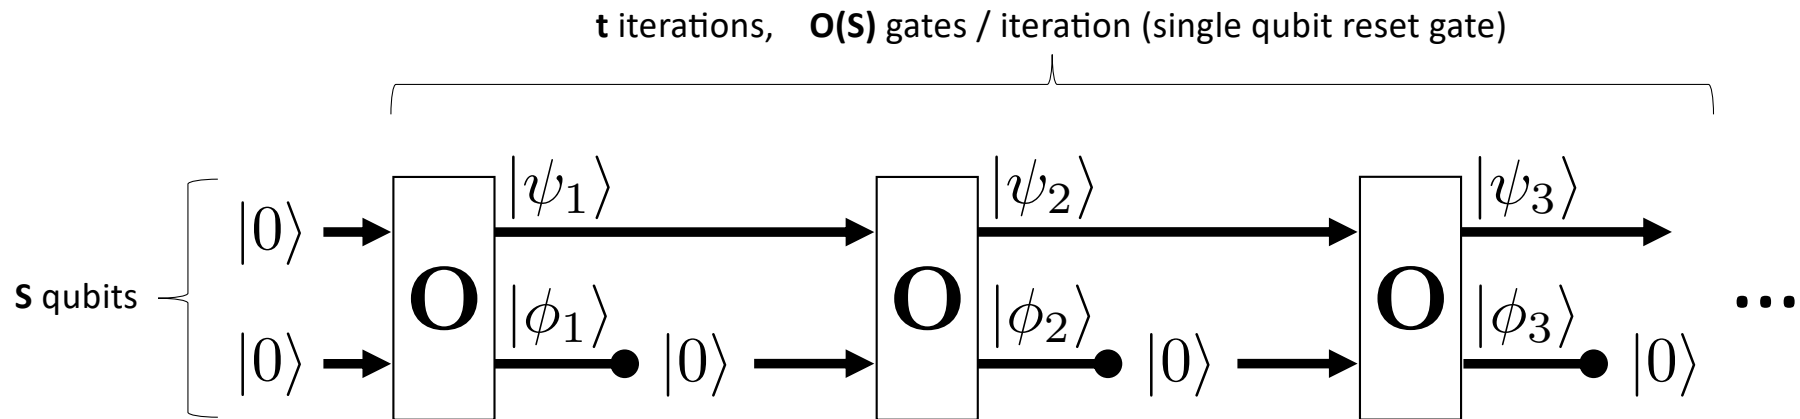 t iterations, O(S) gates / iteration (single qubit reset gate)
|ψ₁⟩ |ψ₂⟩ |ψ₃⟩
|0⟩
S qubits O O O ...
|ϕ₁⟩ |ϕ₂⟩ |ϕ₃⟩
|0⟩ |0⟩ |0⟩ |0⟩